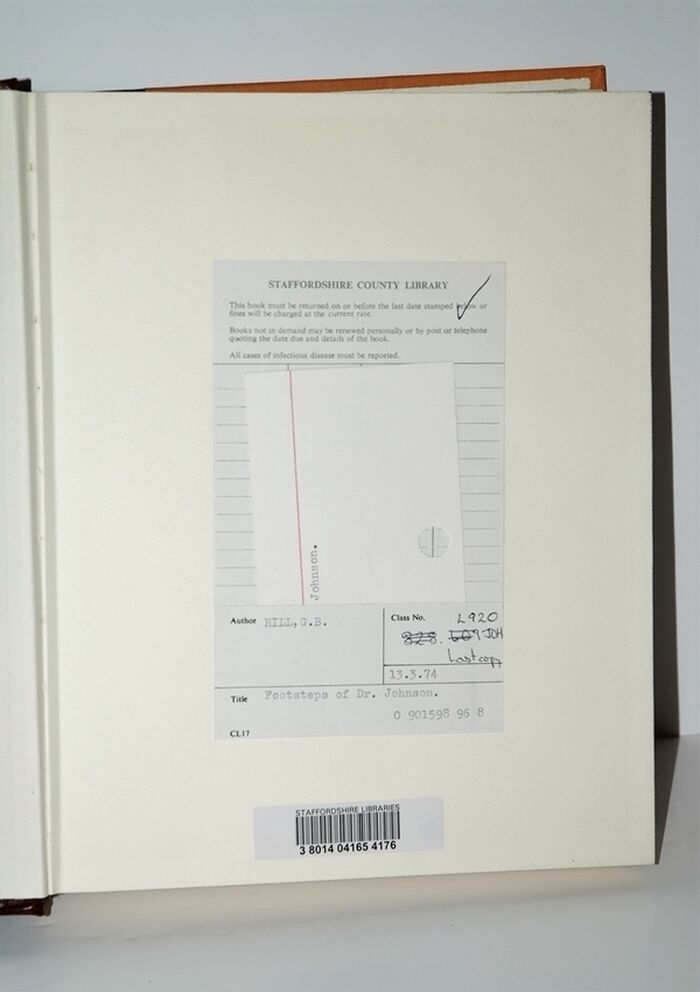 STAFFORDSHIRE COUNTY LIBRARY
This book must be returned on or before the last date stamped below or
fines will be charged at the current rate.
Books not in demand may be renewed personally or by post or telephone
quoting the date due and details of the book.
All cases of infectious disease must be reported.
Johnson.
Author HILL, G.B.
Class No. L920
JOH
Last copy
13.3.74
Title Footsteps of Dr. Johnson.
0 901598 96 8
CL17
STAFFORDSHIRE LIBRARIES
3 8014 04165 4176